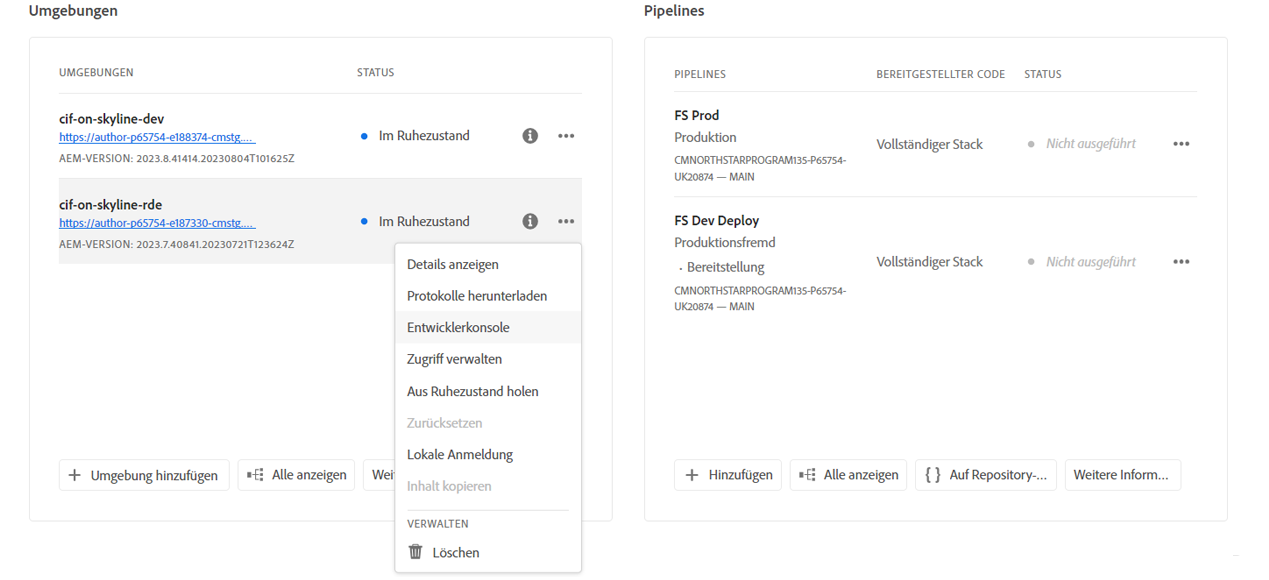 Umgebungen
UMGEBUNGEN STATUS
cif-on-skyline-dev
https://author-p65754-e188374-cmstg....
AEM-VERSION: 2023.8.41414.20230804T101625Z
Im Ruhezustand
cif-on-skyline-rde
https://author-p65754-e187330-cmstg....
AEM-VERSION: 2023.7.40841.20230721T123624Z
Im Ruhezustand
Details anzeigen
Protokolle herunterladen
Entwicklerkonsole
Zugriff verwalten
Aus Ruhezustand holen
Zurücksetzen
Lokale Anmeldung
Inhalt kopieren
VERWALTEN
Löschen
Umgebung hinzufügen Alle anzeigen Wei
Pipelines
PIPELINES BEREITGESTELLTER CODE STATUS
FS Prod
Produktion
CMNORTHSTARPROGRAM135-P65754-
UK20874 — MAIN
Vollständiger Stack
Nicht ausgeführt
FS Dev Deploy
Produktionsfremd
· Bereitstellung
CMNORTHSTARPROGRAM135-P65754-
UK20874 — MAIN
Vollständiger Stack
Nicht ausgeführt
Hinzufügen Alle anzeigen Auf Repository-... Weitere Inform...